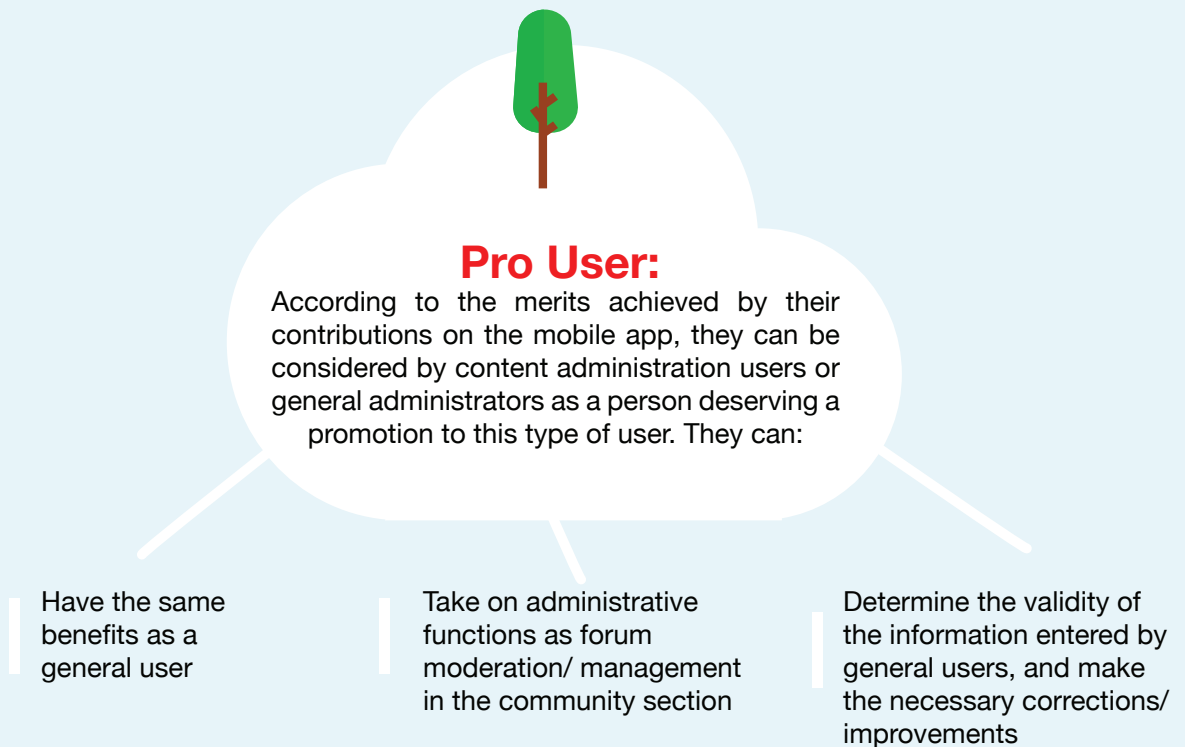 Pro User:
According to the merits achieved by their
contributions on the mobile app, they can be
considered by content administration users or
general administrators as a person deserving a
promotion to this type of user. They can:
Have the same
benefits as a
general user
Take on administrative
functions as forum
moderation/ management
in the community section
Determine the validity of
the information entered by
general users, and make
the necessary corrections/
improvements